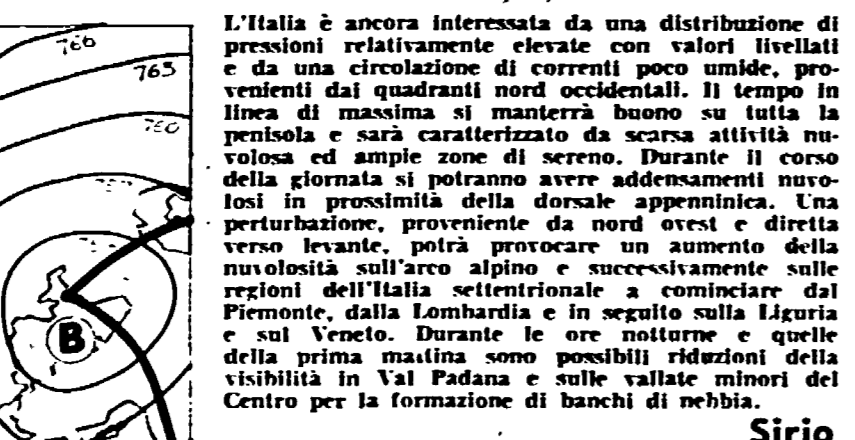 766
763
760
B
L'Italia è ancora interessata da una distribuzione di
pressioni relativamente elevate con valori livellati
e da una circolazione di correnti poco umide, pro-
venienti dai quadranti nord occidentali. Il tempo in
linea di massima si manterrà buono su tutta la
penisola e sarà caratterizzato da scarsa attività nu-
volosa ed ampie zone di sereno. Durante il corso
della giornata si potranno avere addensamenti nuvo-
losi in prossimità della dorsale appenninica. Una
perturbazione, proveniente da nord ovest e diretta
verso levante, potrà provocare un aumento della
nuvolosità sull'arco alpino e successivamente sulle
regioni dell'Italia settentrionale a cominciare dal
Piemonte, dalla Lombardia e in seguito sulla Liguria
e sul Veneto. Durante le ore notturne e quelle
della prima mattina sono possibili riduzioni della
visibilità in Val Padana e sulle vallate minori del
Centro per la formazione di banchi di nebbia.
Sirio